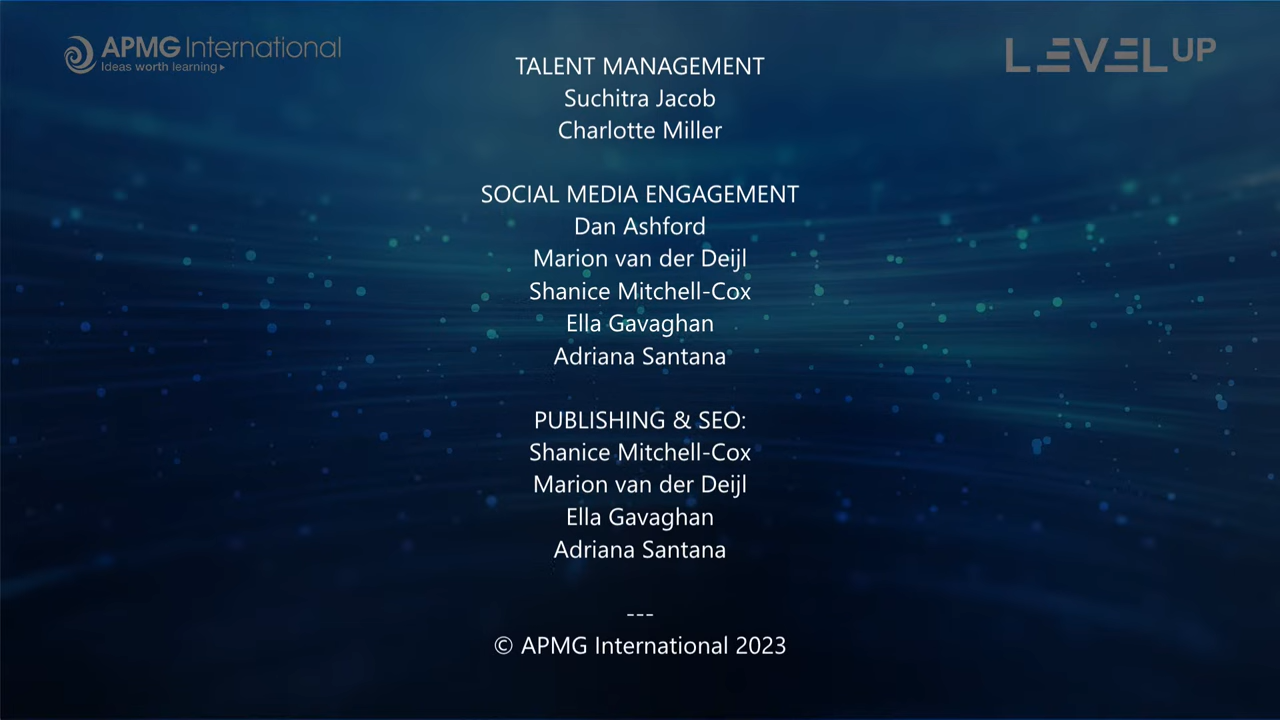 APMG International
Ideas worth learning
LEVEL UP
TALENT MANAGEMENT
Suchitra Jacob
Charlotte Miller
SOCIAL MEDIA ENGAGEMENT
Dan Ashford
Marion van der Deijl
Shanice Mitchell-Cox
Ella Gavaghan
Adriana Santana
PUBLISHING & SEO:
Shanice Mitchell-Cox
Marion van der Deijl
Ella Gavaghan
Adriana Santana
---
© APMG International 2023